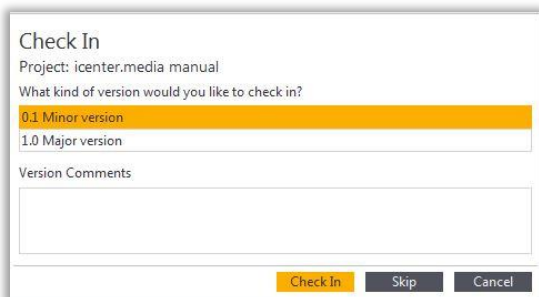 Check In
Project: icenter.media manual
What kind of version would you like to check in?
0.1 Minor version
1.0 Major version
Version Comments
Check In Skip Cancel